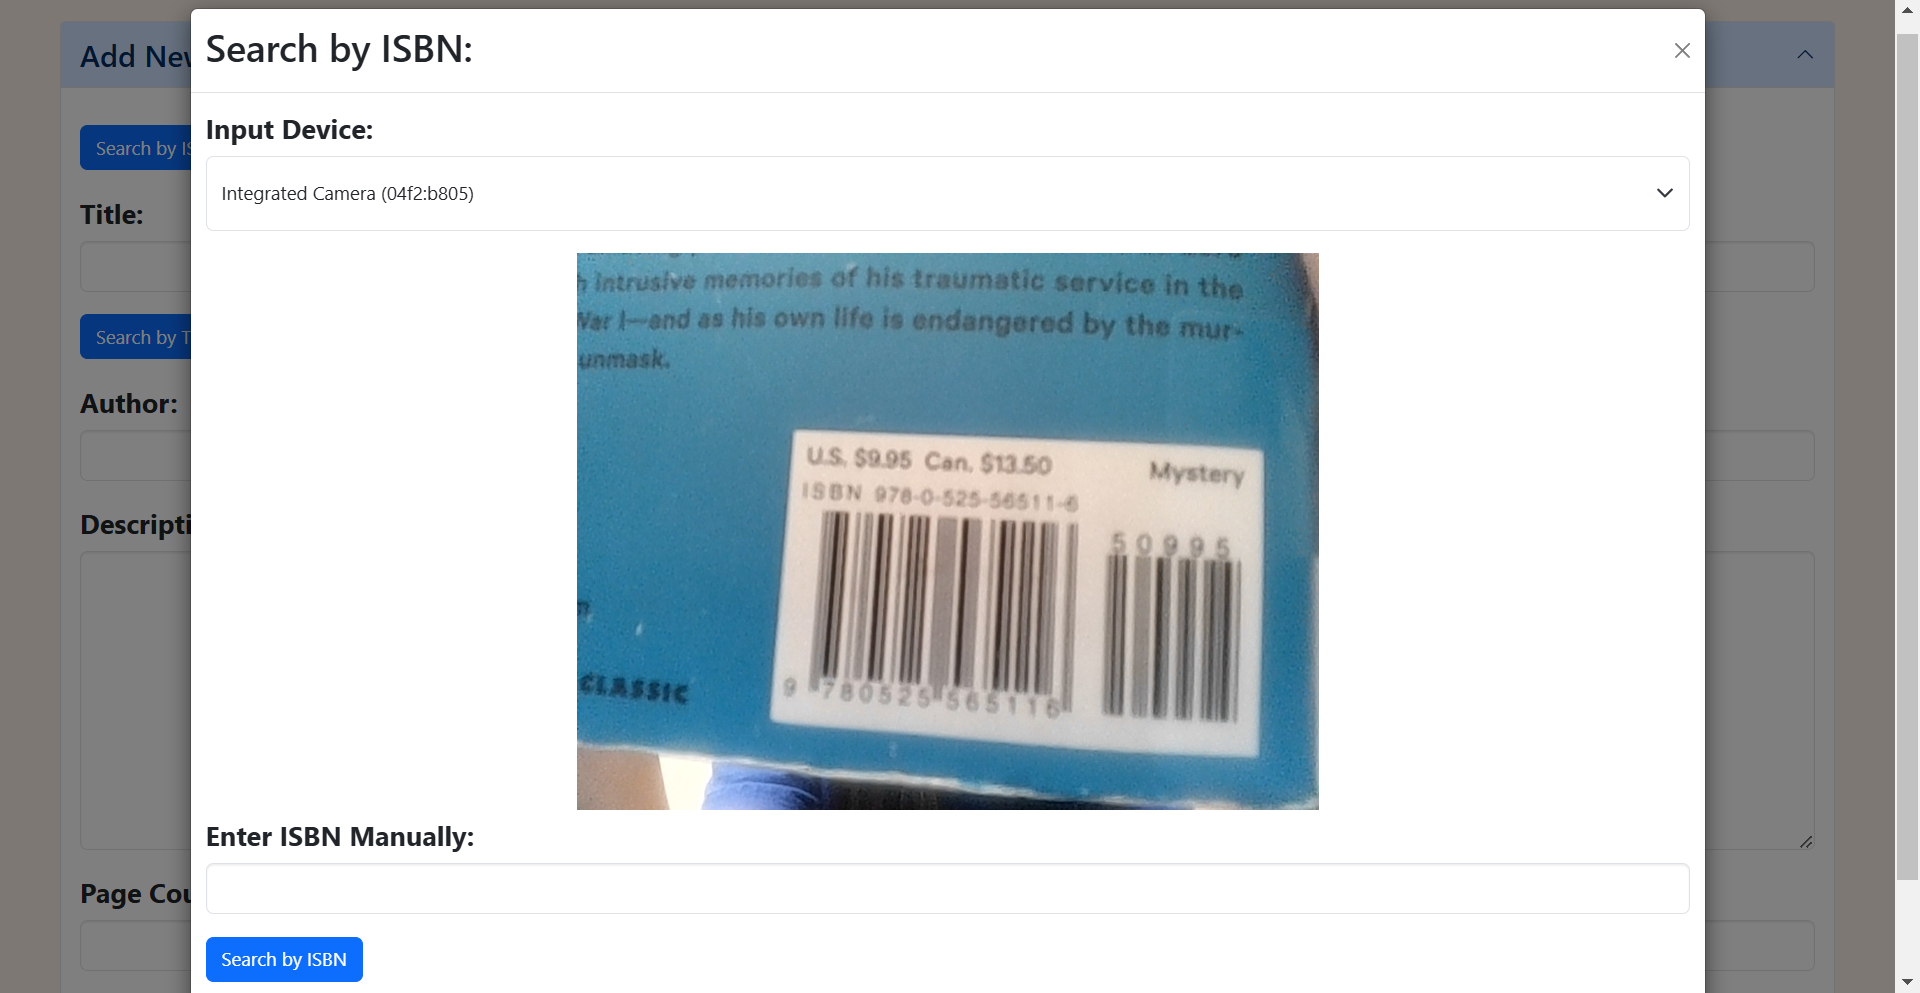 Add Nev
Search by ISBN:
Search by IS
Input Device:
Integrated Camera (04f2:b805)
Title:
Search by T
Author:
Descripti
Page Cou
intrusive memories of his traumatic service in the
War I—and as his own life is endangered by the mur-
unmask.
U.S. $9.95 Can. $13.50
Mystery
ISBN 978-0-525-56511-6
50995
9 780525 565116
CLASSIC
Enter ISBN Manually:
Search by ISBN